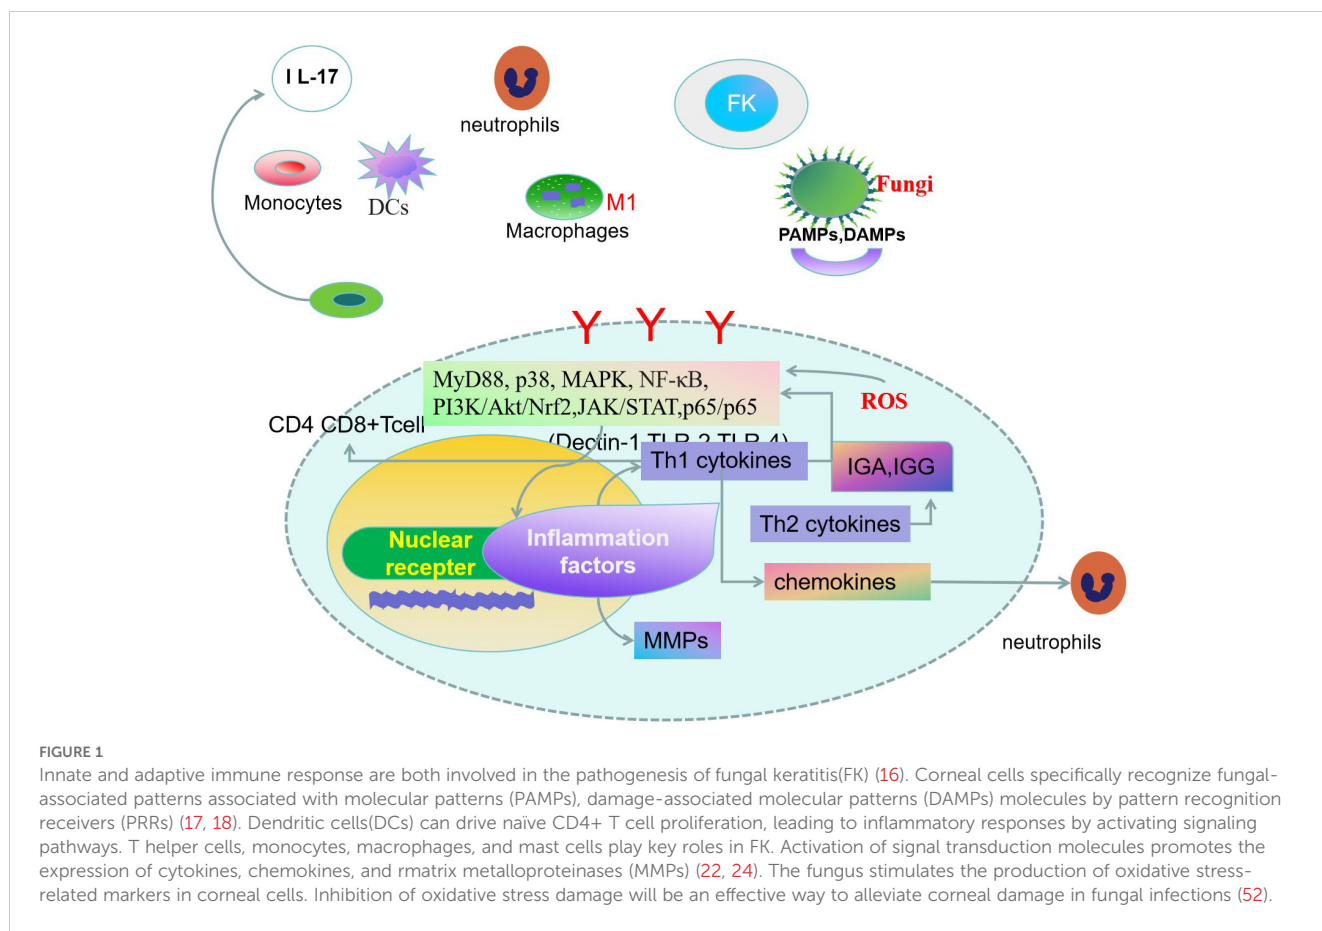 I L-17
neutrophils
FK
Monocytes
DCs
M1
Macrophages
Fungi
PAMPs,DAMPs
MyD88, p38, MAPK, NF-κB,
PI3K/Akt/Nrf2,JAK/STAT,p65/p65
ROS
CD4 CD8+Tcell
(Dectin-1 TLR-2 TLR-4)
Th1 cytokines
IGA,IGG
Th2 cytokines
Nuclear
recepter
Inflammation
factors
chemokines
MMPs
neutrophils
FIGURE 1
Innate and adaptive immune response are both involved in the pathogenesis of fungal keratitis(FK) (16). Corneal cells specifically recognize fungal-
associated patterns associated with molecular patterns (PAMPs), damage-associated molecular patterns (DAMPs) molecules by pattern recognition
receivers (PRRs) (17, 18). Dendritic cells(DCs) can drive naïve CD4+ T cell proliferation, leading to inflammatory responses by activating signaling
pathways. T helper cells, monocytes, macrophages, and mast cells play key roles in FK. Activation of signal transduction molecules promotes the
expression of cytokines, chemokines, and rmatrix metalloproteinases (MMPs) (22, 24). The fungus stimulates the production of oxidative stress-
related markers in corneal cells. Inhibition of oxidative stress damage will be an effective way to alleviate corneal damage in fungal infections (52).